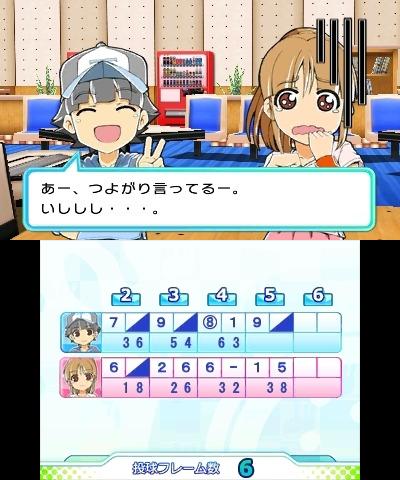 あー、つよがり言ってるー。
いししし・・・。
2 3 4 5 6
7 ◢ 9 ◢ ⑧ 1 9 ◢
36 54 63
6 ◢ 2 6 6 - 1 5
18 26 32 38
投球フレーム数 6